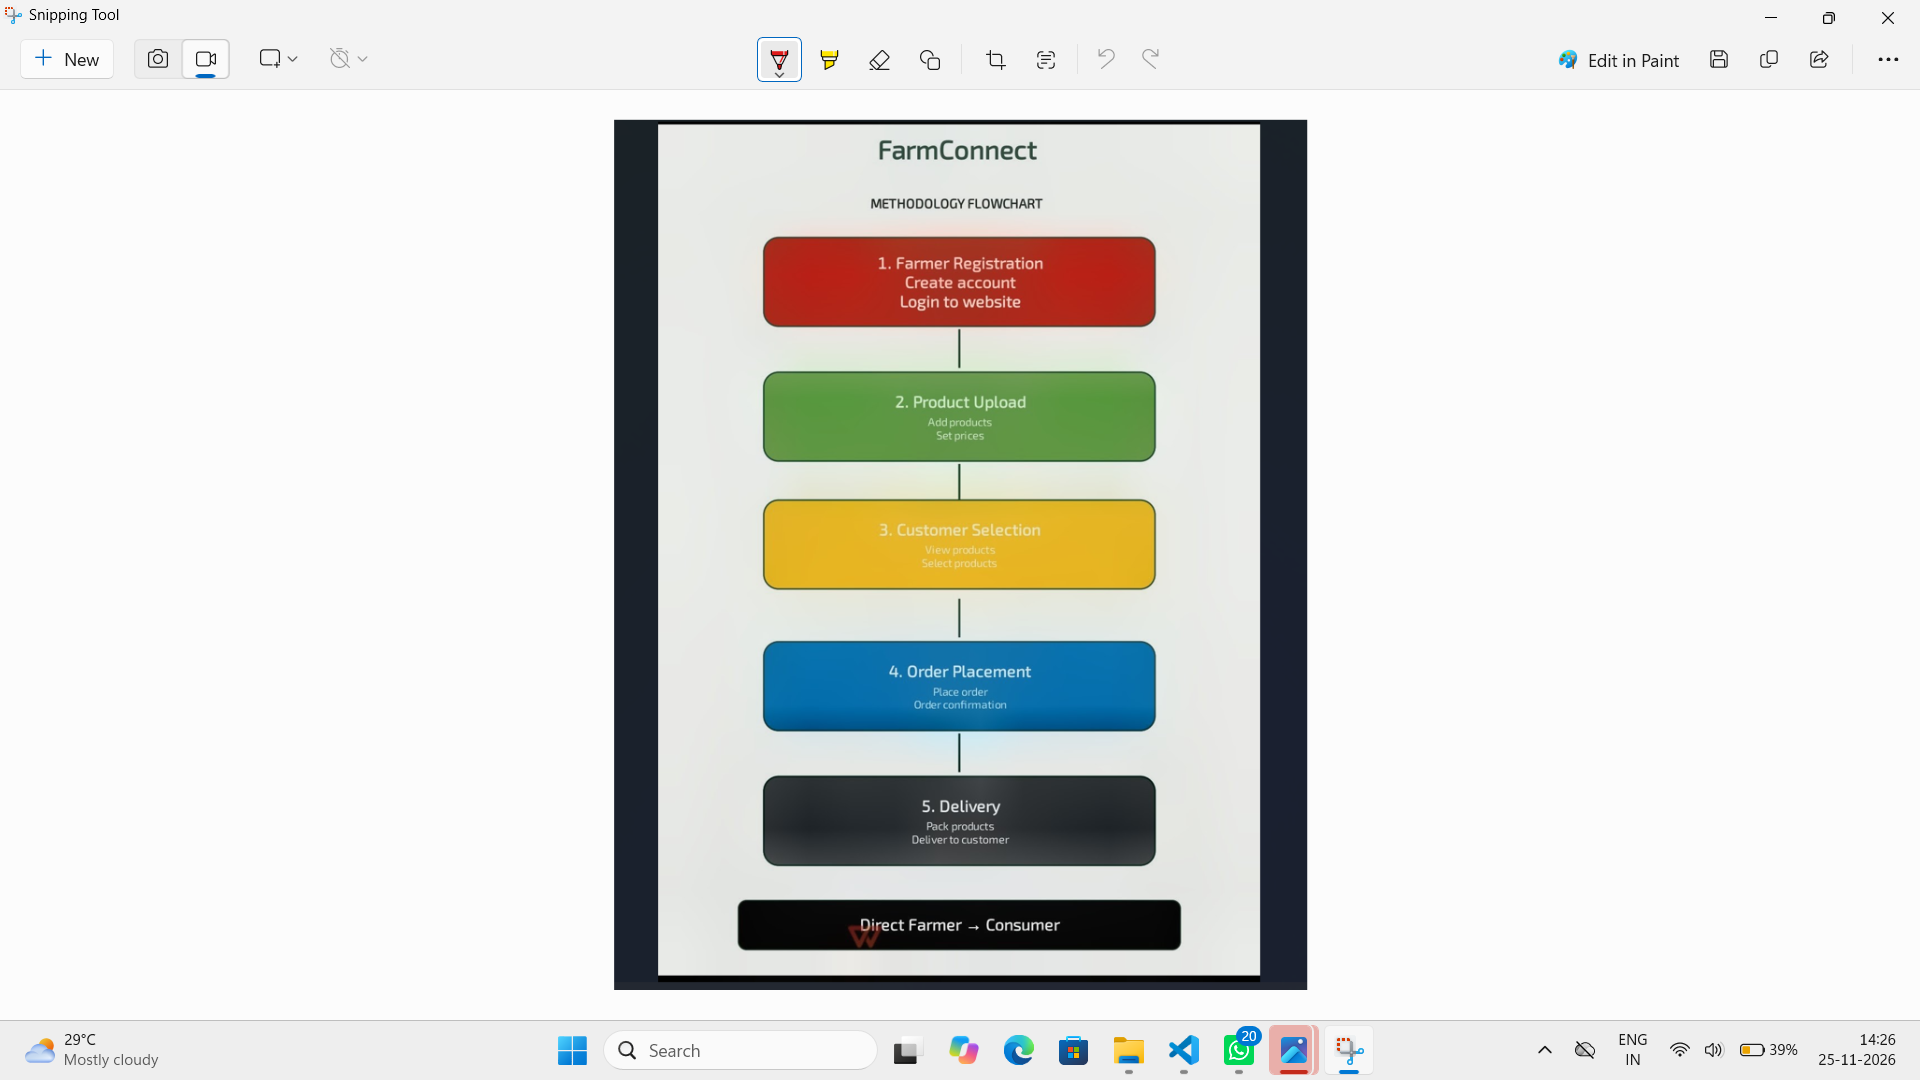 Snipping Tool
New
Edit in Paint
FarmConnect
METHODOLOGY FLOWCHART
1. Farmer Registration
Create account
Login to website
2. Product Upload
Add products
Set prices
3. Customer Selection
View products
Select products
4. Order Placement
Place order
Order confirmation
5. Delivery
Pack products
Deliver to customer
Direct Farmer → Consumer
29°C
Mostly cloudy
Search
20
ENG
IN
39%
14:26
25-11-2026